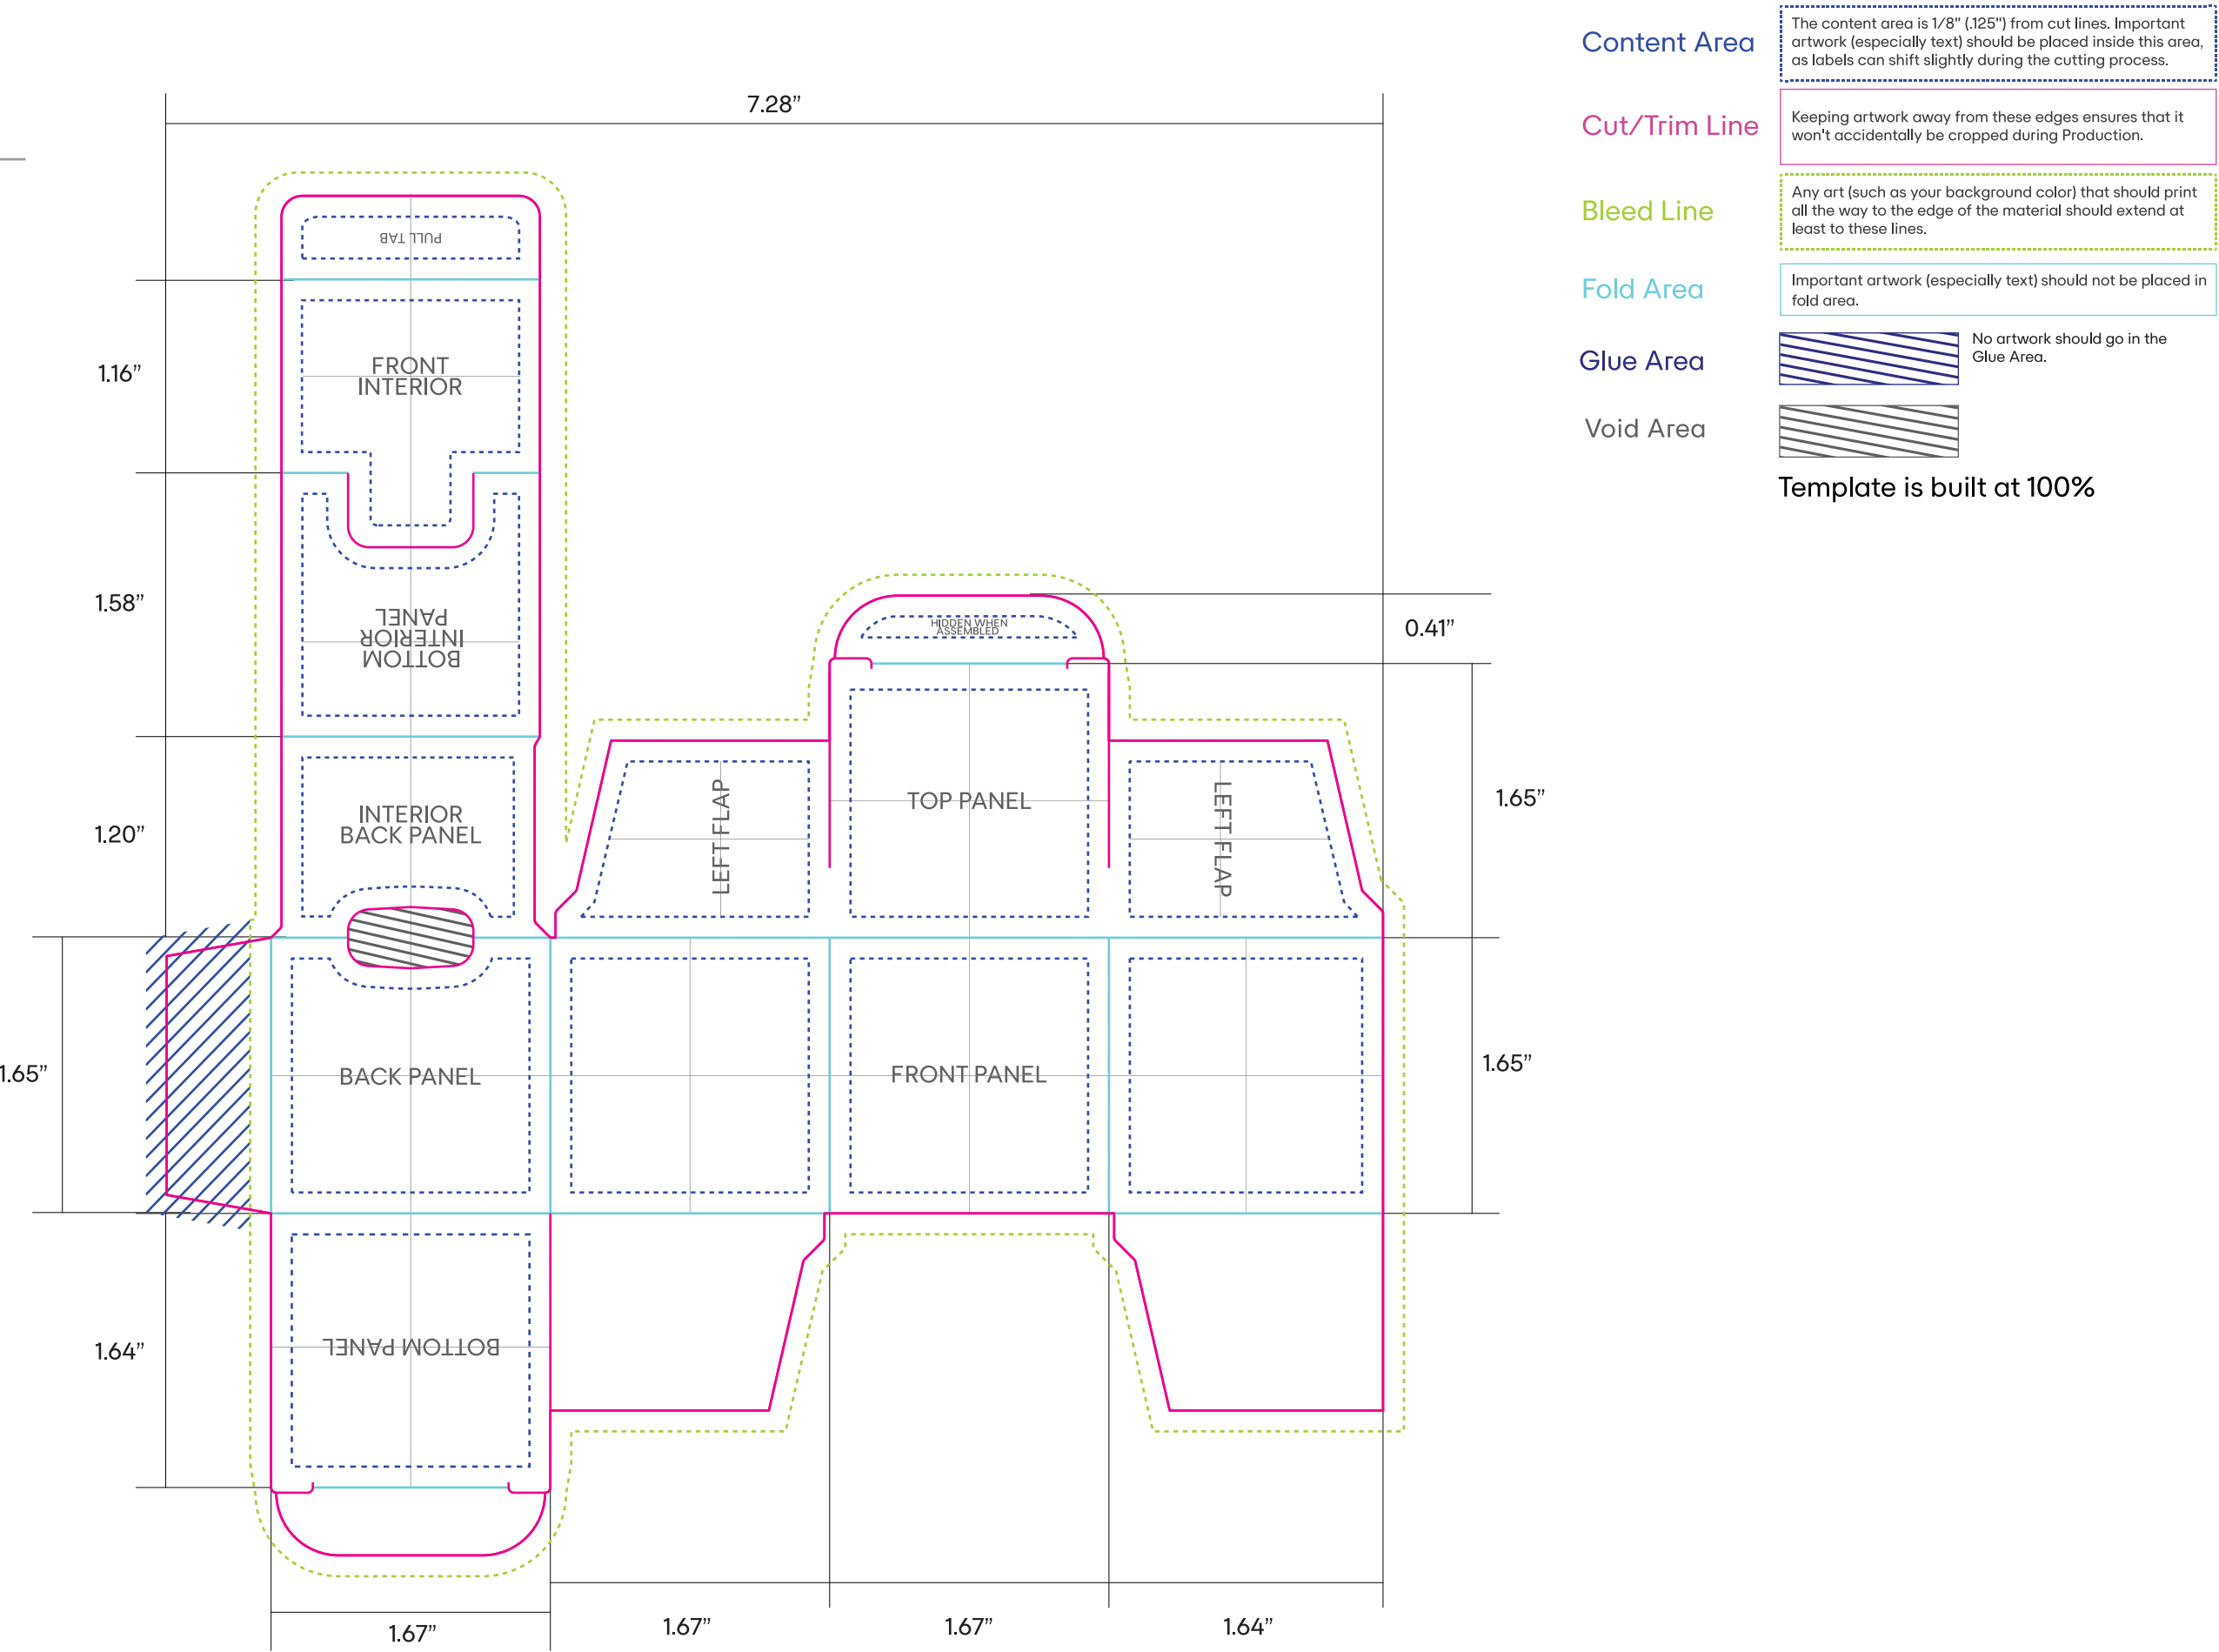 Content Area
The content area is 1/8" (.125") from cut lines. Important
artwork (especially text) should be placed inside this area,
as labels can shift slightly during the cutting process.
Cut/Trim Line
Keeping artwork away from these edges ensures that it
won't accidentally be cropped during Production.
Bleed Line
Any art (such as your background color) that should print
all the way to the edge of the material should extend at
least to these lines.
Fold Area
Important artwork (especially text) should not be placed in
fold area.
Glue Area
No artwork should go in the
Glue Area.
Void Area
Template is built at 100%
7.28”
PULL TAB
1.16”
FRONT
INTERIOR
1.58”
BOTTOM
INTERIOR
PANEL
0.41”
HIDDEN WHEN
ASSEMBLED
1.20”
INTERIOR
BACK PANEL
LEFT FLAP
TOP PANEL
LEFT FLAP
1.65”
1.65”
BACK PANEL
FRONT PANEL
1.65”
1.64”
BOTTOM PANEL
1.67”
1.67”
1.67”
1.64”